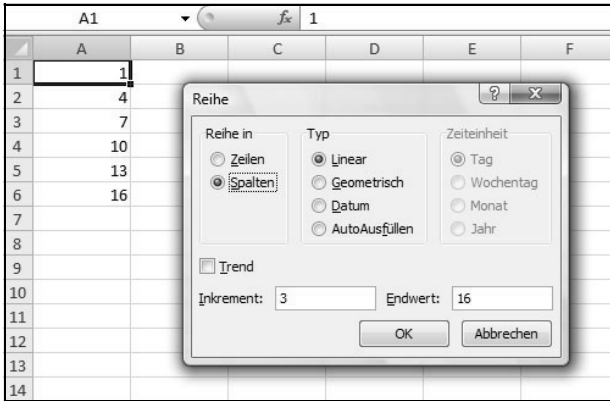 A1 fx 1
A B C D E F
1 1
2 4
3 7
4 10
5 13
6 16
7
8
9
10
11
12
13
14
Reihe ?
Reihe in
Zeilen
Spalten
Typ
Linear
Geometrisch
Datum
AutoAusfüllen
Zeiteinheit
Tag
Wochentag
Monat
Jahr
Trend
Inkrement: 3 Endwert: 16
OK Abbrechen